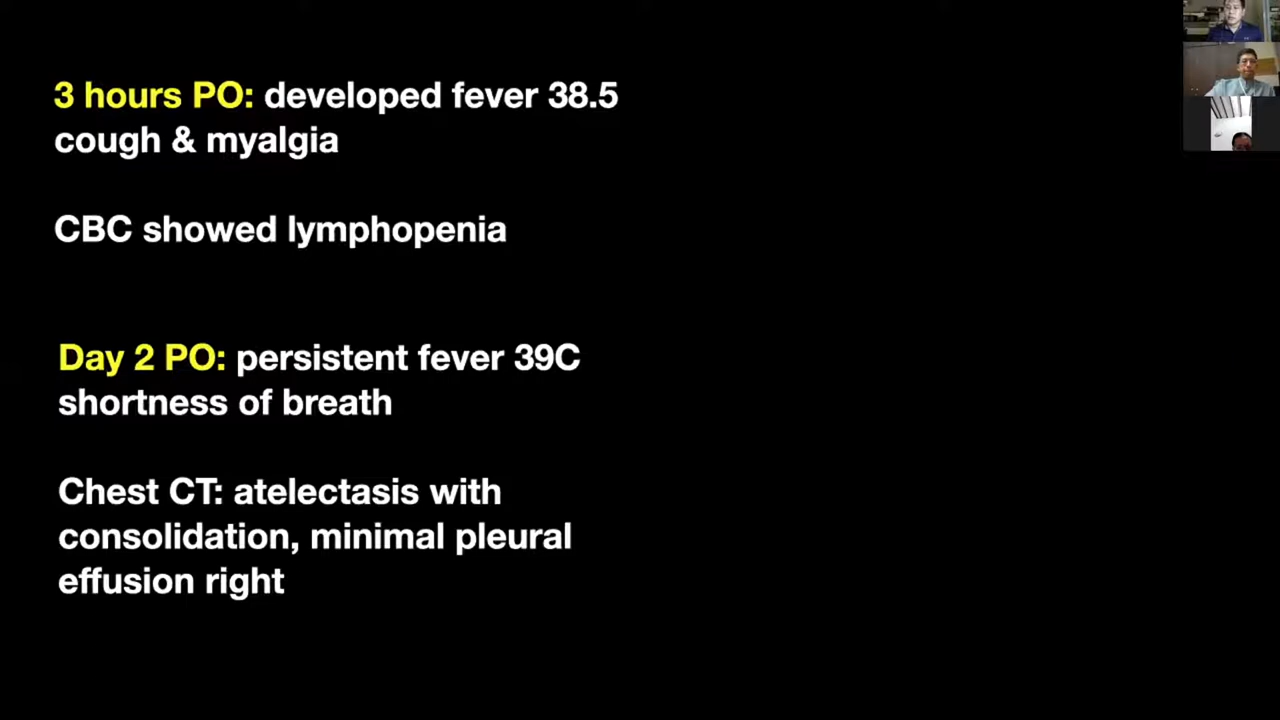 3 hours PO: developed fever 38.5
cough & myalgia
CBC showed lymphopenia
Day 2 PO: persistent fever 39C
shortness of breath
Chest CT: atelectasis with
consolidation, minimal pleural
effusion right